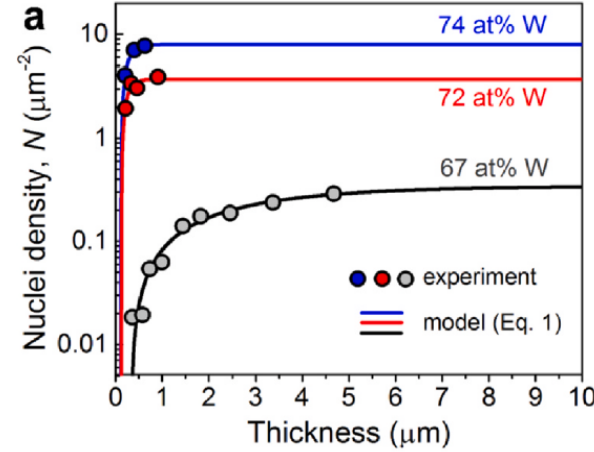 a
74 at% W
72 at% W
67 at% W
experiment
model (Eq. 1)
Nuclei density, N (μm⁻²)
10
1
0.1
0.01
0 1 2 3 4 5 6 7 8 9 10
Thickness (μm)